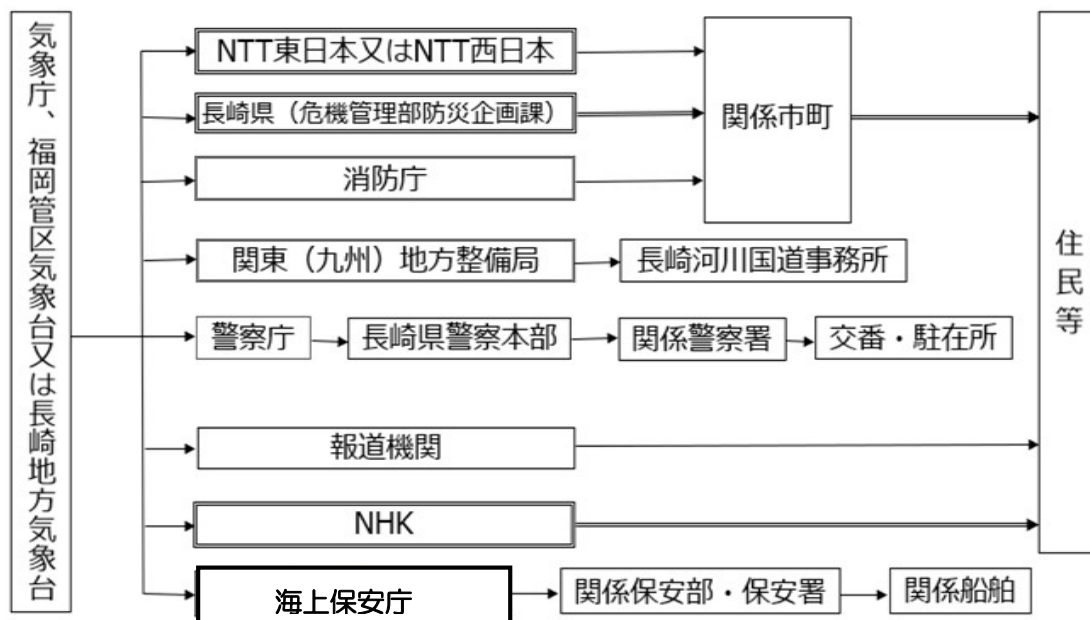 気象庁、福岡管区気象台又は長崎地方気象台
NTT東日本又はNTT西日本
長崎県（危機管理部防災企画課）
消防庁
関係市町
関東（九州）地方整備局
長崎河川国道事務所
警察庁
長崎県警察本部
関係警察署
交番・駐在所
報道機関
NHK
海上保安庁
関係保安部・保安署
関係船舶
住民等